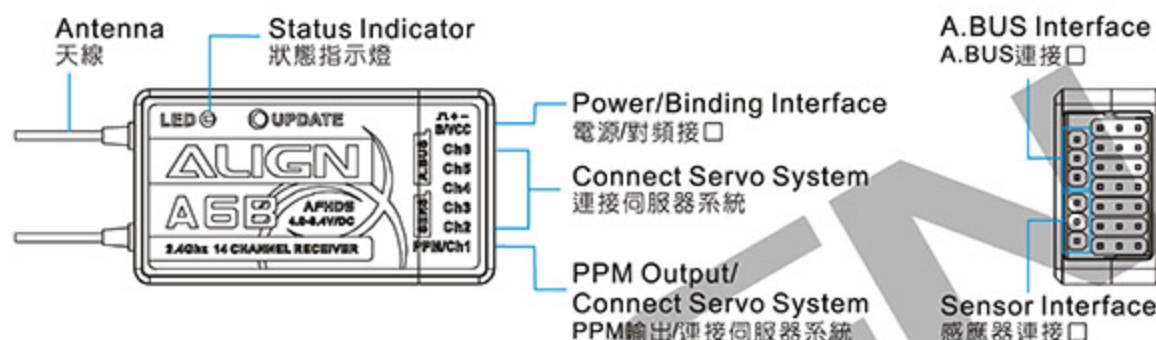 Antenna
天線
Status Indicator
狀態指示燈
LED
UPDATE
ALIGN
A6B
AFHDS
4.0-8.4V/DC
2.4Ghz 14 CHANNEL RECEIVER
B/VCC
A.BUS
Ch6
Ch5
Ch4
SENS
Ch3
Ch2
PPM/Ch1
Power/Binding Interface
電源/對頻接口
Connect Servo System
連接伺服器系統
PPM Output/
Connect Servo System
PPM輸出/連接伺服器系統
A.BUS Interface
A.BUS連接口
Sensor Interface
感應器連接口